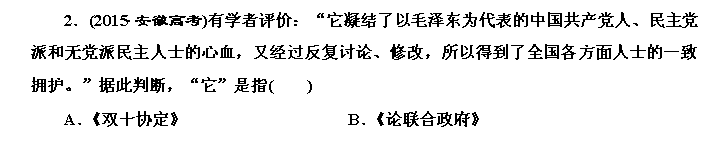 2．(2015·安徽高考)有学者评价：“它凝结了以毛泽东为代表的中国共产党人、民主党
派和无党派民主人士的心血，又经过反复讨论、修改，所以得到了全国各方面人士的一致
拥护。”据此判断，“它”是指(　　)
A．《双十协定》　　B．《论联合政府》